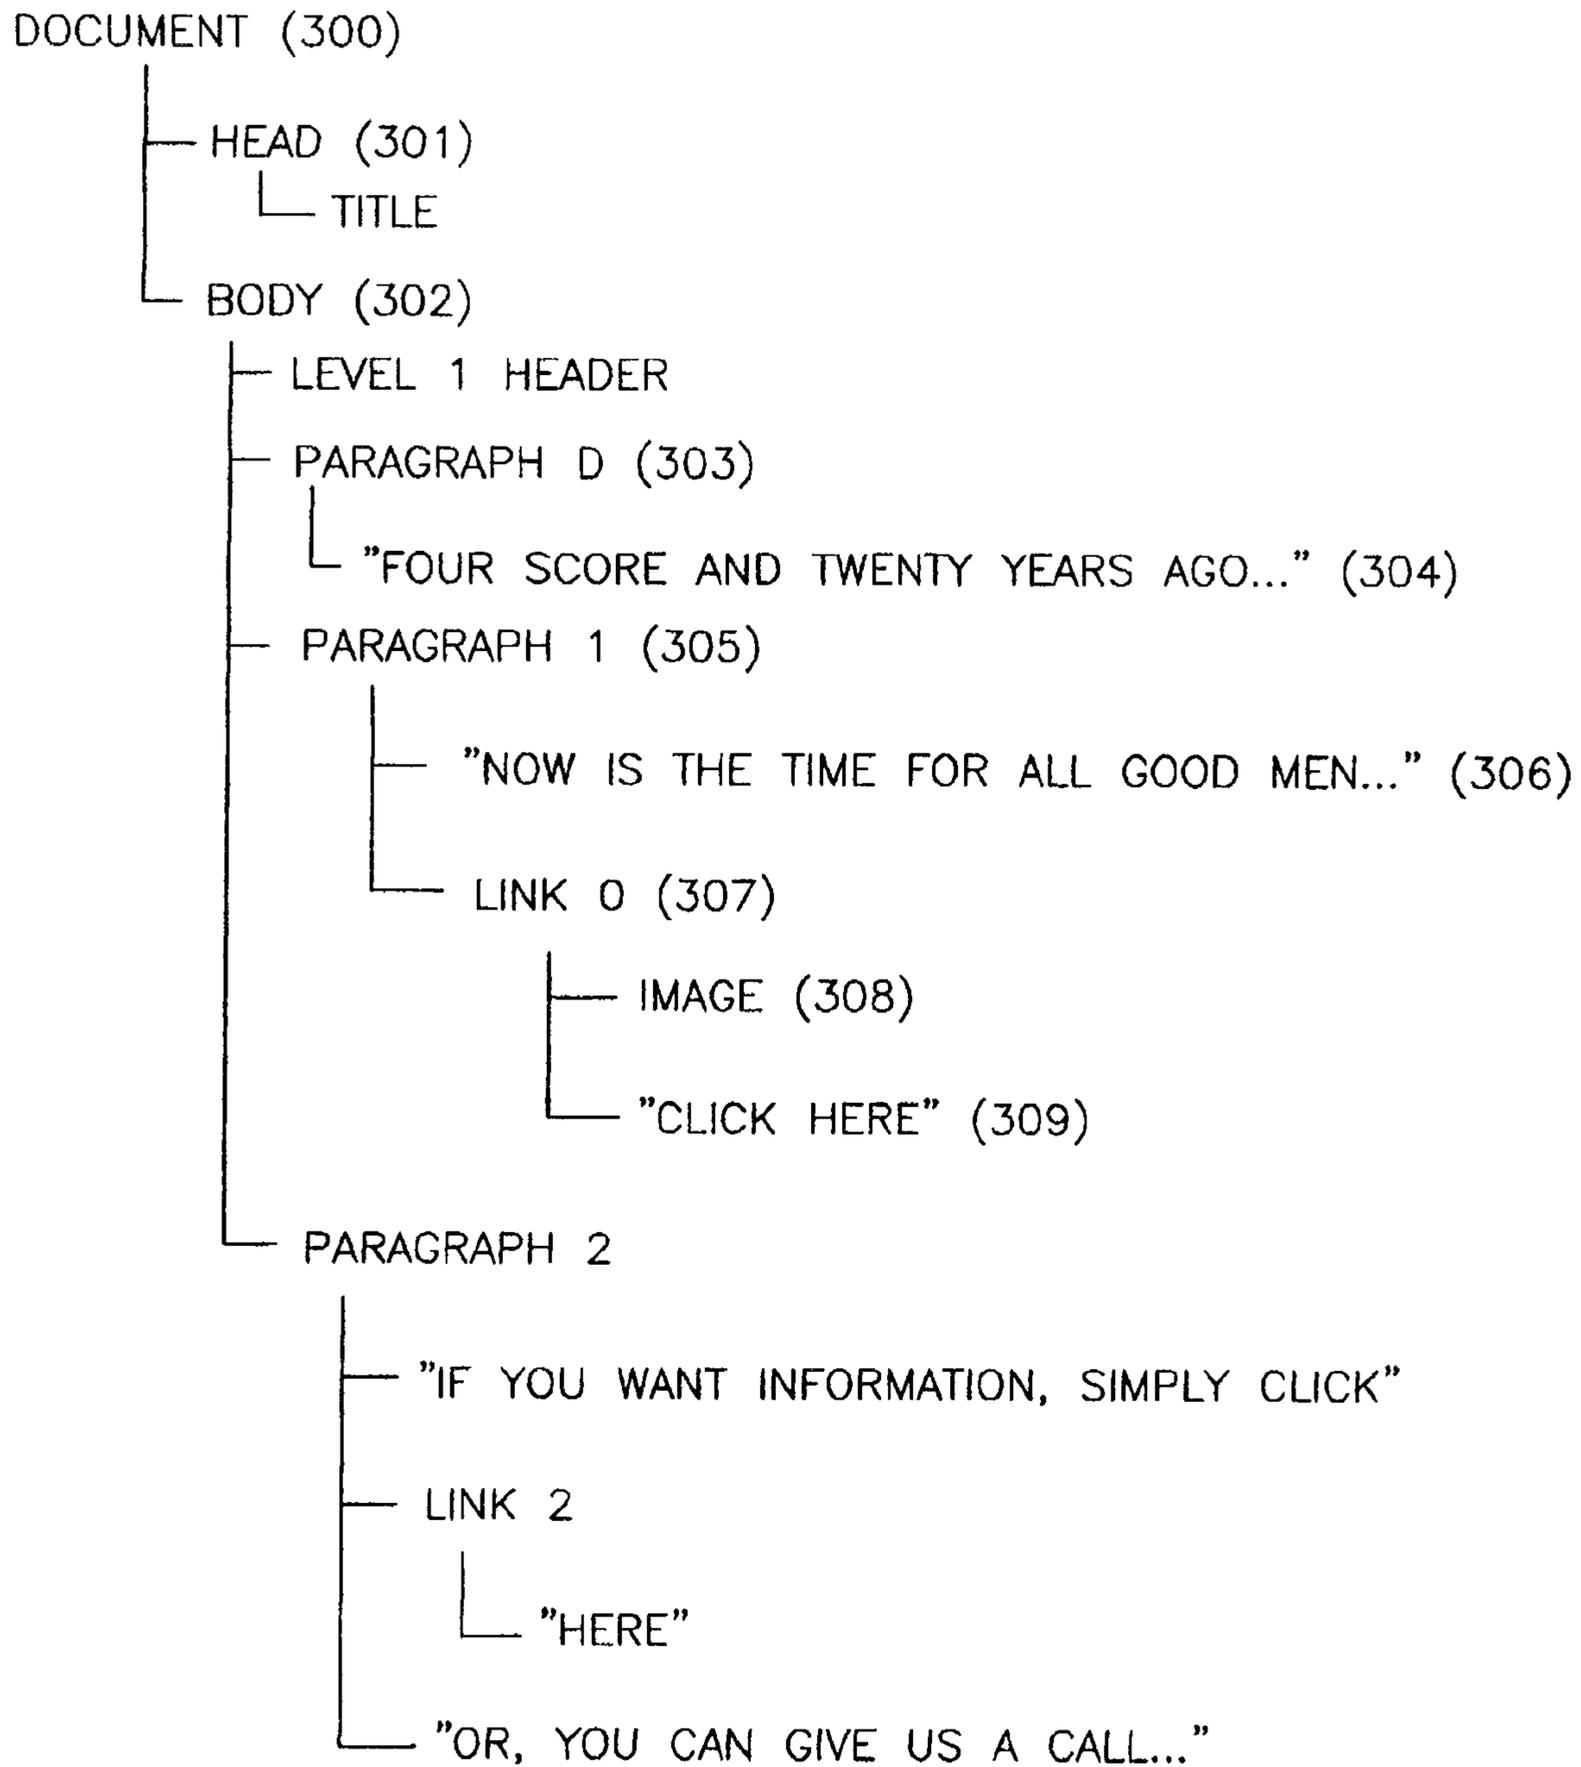 DOCUMENT (300)
HEAD (301)
TITLE
BODY (302)
LEVEL 1 HEADER
PARAGRAPH D (303)
"FOUR SCORE AND TWENTY YEARS AGO..." (304)
PARAGRAPH 1 (305)
"NOW IS THE TIME FOR ALL GOOD MEN..." (306)
LINK 0 (307)
IMAGE (308)
"CLICK HERE" (309)
PARAGRAPH 2
"IF YOU WANT INFORMATION, SIMPLY CLICK"
LINK 2
"HERE"
"OR, YOU CAN GIVE US A CALL..."